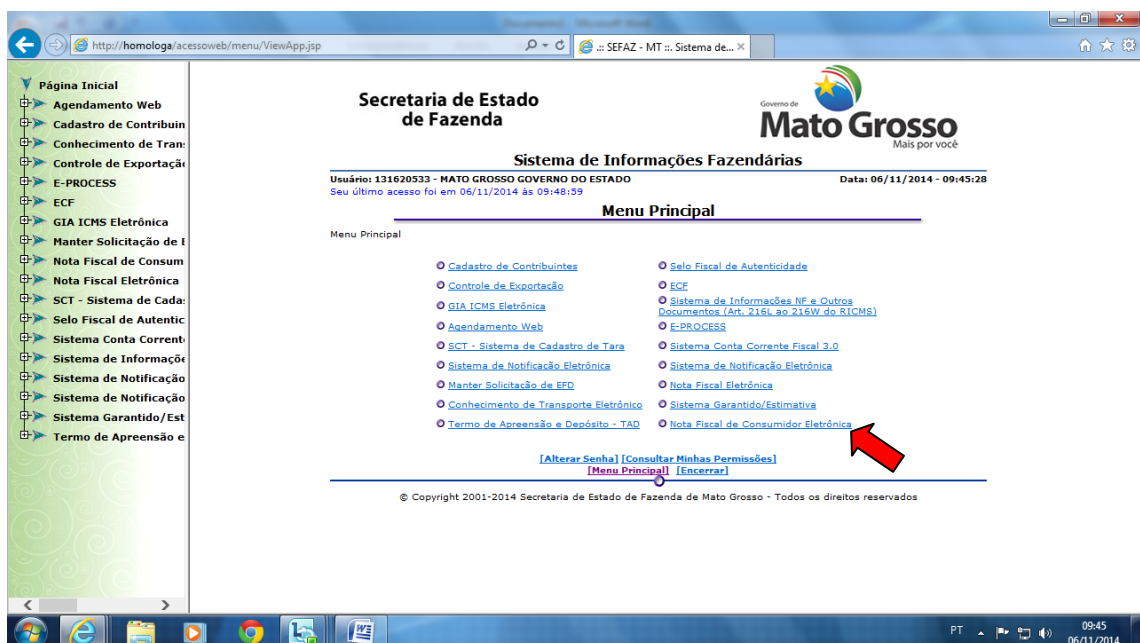 http://homologa/acessoweb/menu/ViewApp.jsp
.:: SEFAZ - MT ::. Sistema de...
Página Inicial
Agendamento Web
Cadastro de Contribuin
Conhecimento de Tran
Controle de Exportaçã
E-PROCESS
ECF
GIA ICMS Eletrônica
Manter Solicitação de E
Nota Fiscal de Consum
Nota Fiscal Eletrônica
SCT - Sistema de Cada
Selo Fiscal de Autentic
Sistema Conta Corrent
Sistema de Informaçõe
Sistema de Notificação
Sistema de Notificação
Sistema Garantido/Est
Termo de Apreensão e
Secretaria de Estado
de Fazenda
Governo de
Mato Grosso
Mais por você
Sistema de Informações Fazendárias
Usuário: 131620533 - MATO GROSSO GOVERNO DO ESTADO Data: 06/11/2014 - 09:45:28
Seu último acesso foi em 06/11/2014 às 09:48:59
Menu Principal
Menu Principal
Cadastro de Contribuintes
Selo Fiscal de Autenticidade
Controle de Exportação
ECF
GIA ICMS Eletrônica
Sistema de Informações NF e Outros
Documentos (Art. 216L ao 216W do RICMS)
Agendamento Web
E-PROCESS
SCT - Sistema de Cadastro de Tara
Sistema Conta Corrente Fiscal 3.0
Sistema de Notificação Eletrônica
Sistema de Notificação Eletrônica
Manter Solicitação de EFD
Nota Fiscal Eletrônica
Conhecimento de Transporte Eletrônico
Sistema Garantido/Estimativa
Termo de Apreensão e Depósito - TAD
Nota Fiscal de Consumidor Eletrônica
[Alterar Senha] [Consultar Minhas Permissões]
[Menu Principal] [Encerrar]
© Copyright 2001-2014 Secretaria de Estado de Fazenda de Mato Grosso - Todos os direitos reservados
PT
09:45
06/11/2014